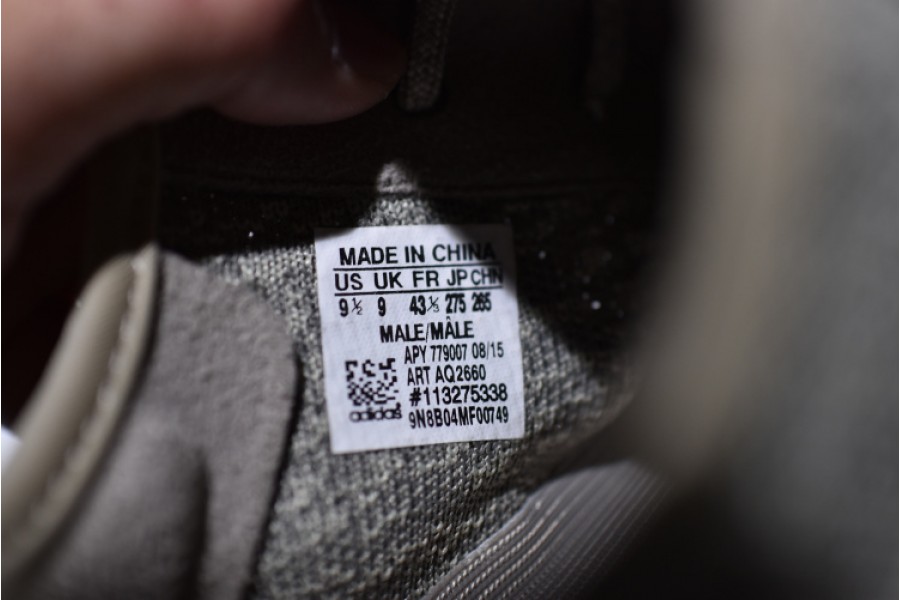 MADE IN CHINA
US UK FR JP CHN
9½ 9 43⅓ 275 265
MALE/MÂLE
APY 779007 08/15
ART AQ2660
#113275338
adidas 9N8B04MF00749